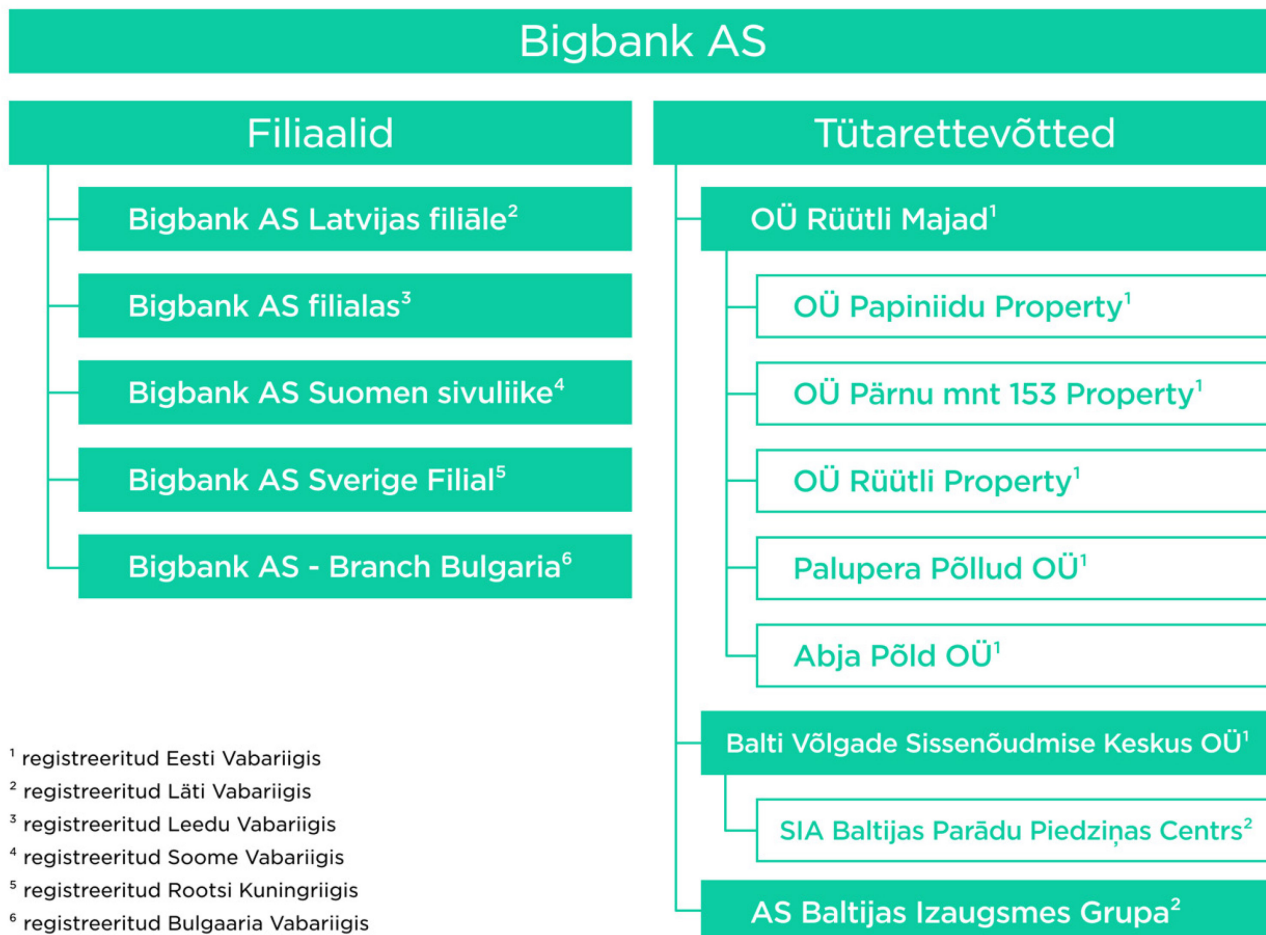 Bigbank AS
Filiaalid
Bigbank AS Latvijas filiāle²
Bigbank AS filialas³
Bigbank AS Suomen sivuliike⁴
Bigbank AS Sverige Filial⁵
Bigbank AS - Branch Bulgaria⁶
Tütarettevõtted
OÜ Rüütli Majad¹
OÜ Papiniidu Property¹
OÜ Pärnu mnt 153 Property¹
OÜ Rüütli Property¹
Palupera Põllud OÜ¹
Abja Põld OÜ¹
Balti Võlgade Sissenõudmise Keskus OÜ¹
SIA Baltijas Parādu Piedziņas Centrs²
AS Baltijas Izaugsmes Grupa²
¹ registreeritud Eesti Vabariigis
² registreeritud Läti Vabariigis
³ registreeritud Leedu Vabariigis
⁴ registreeritud Soome Vabariigis
⁵ registreeritud Rootsi Kuningriigis
⁶ registreeritud Bulgaaria Vabariigis